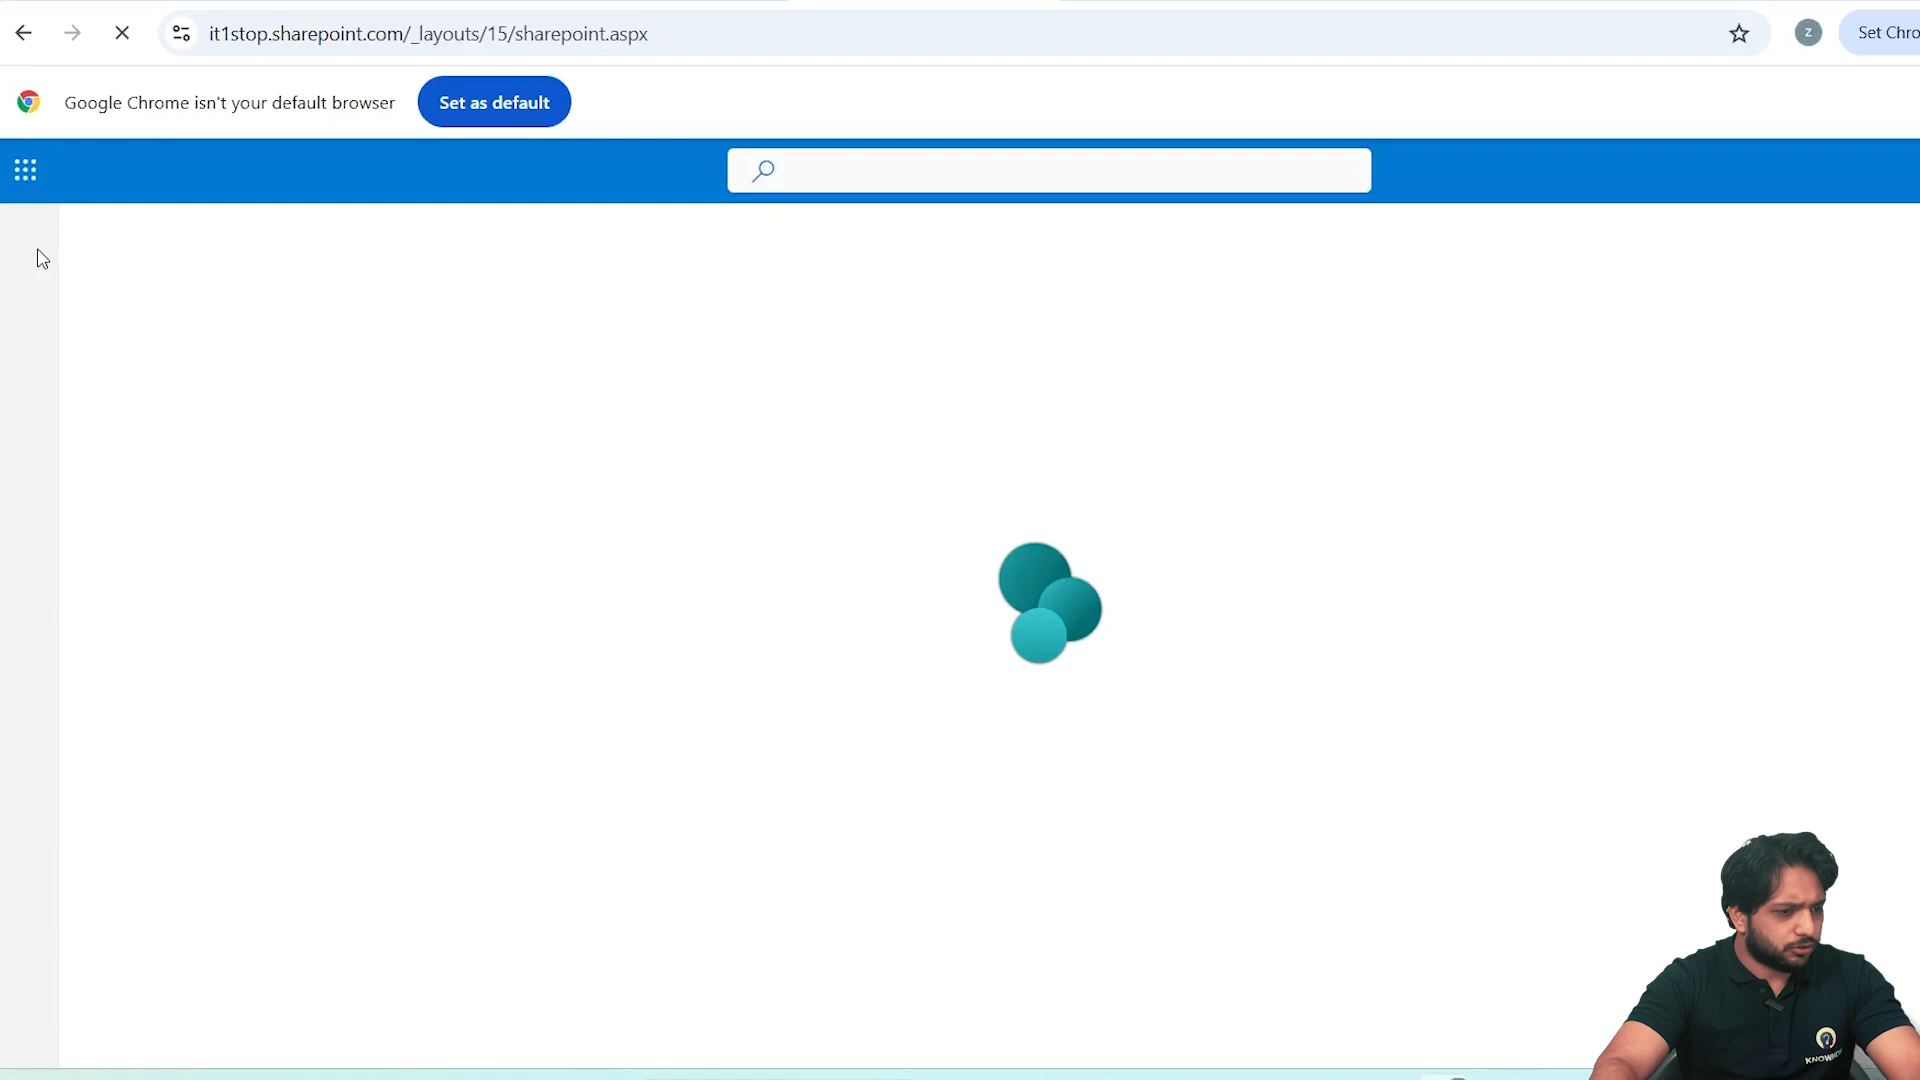 it1stop.sharepoint.com/_layouts/15/sharepoint.aspx
Z
Set Chro
Google Chrome isn't your default browser
Set as default